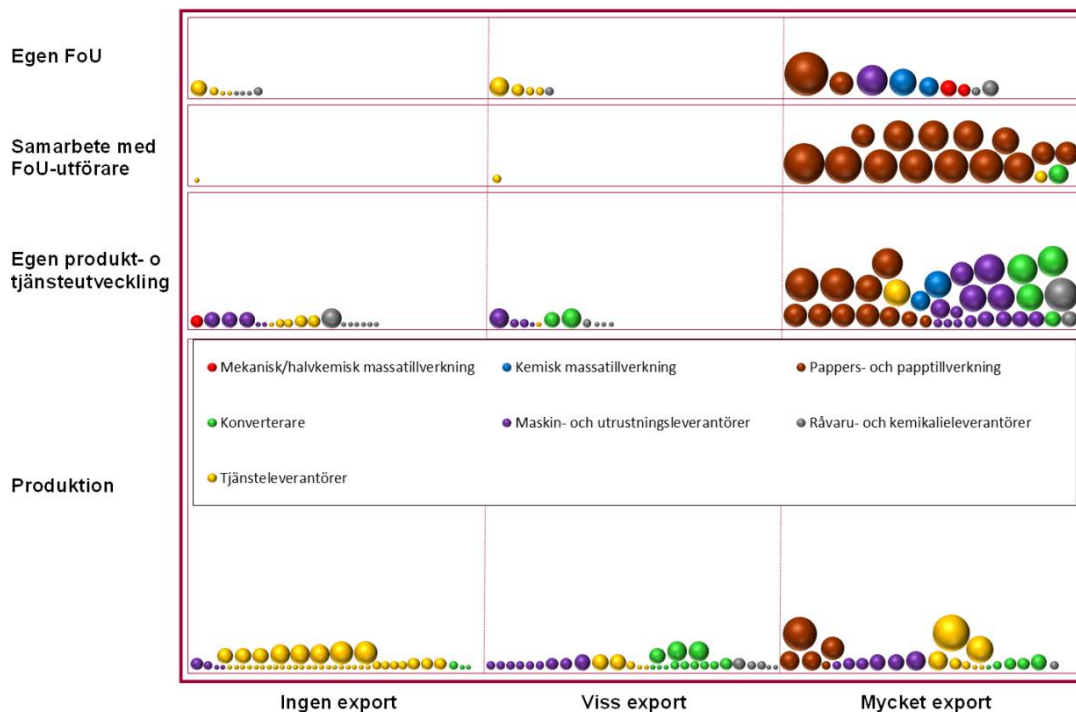 Egen FoU
Samarbete med
FoU-utförare
Egen produkt- o
tjänsteutveckling
Mekanisk/halvkemisk massatillverkning
Kemisk massatillverkning
Pappers- och papptillverkning
Konverterare
Maskin- och utrustningsleverantörer
Råvaru- och kemikalieleverantörer
Tjänsteleverantörer
Produktion
Ingen export
Viss export
Mycket export